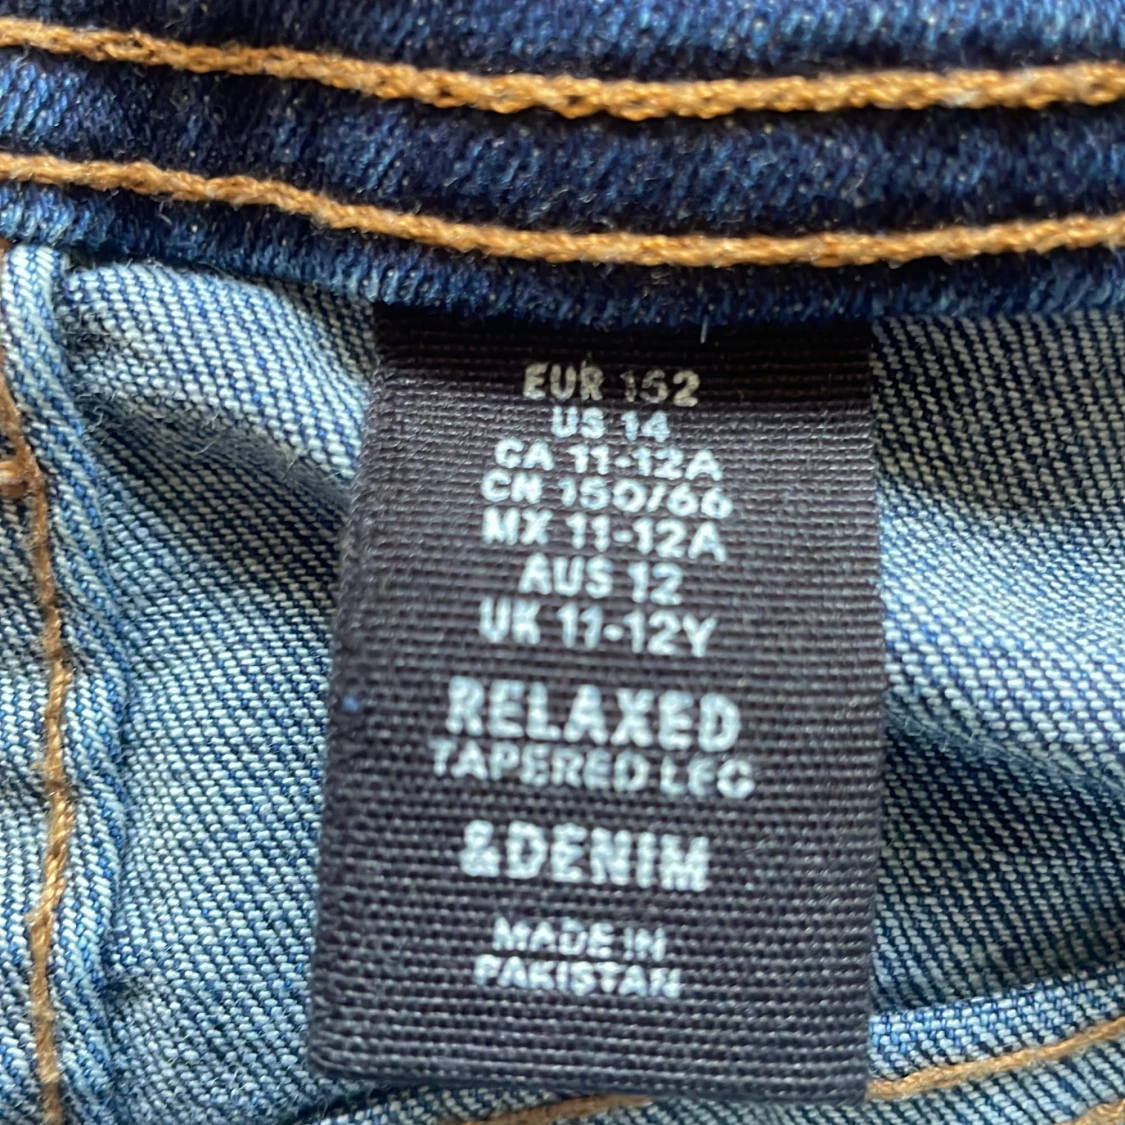 EUR 152
US 14
CA 11-12A
CN 150/66
MX 11-12A
AUS 12
UK 11-12Y
RELAXED
TAPERED LEG
&DENIM
MADE IN
PAKISTAN